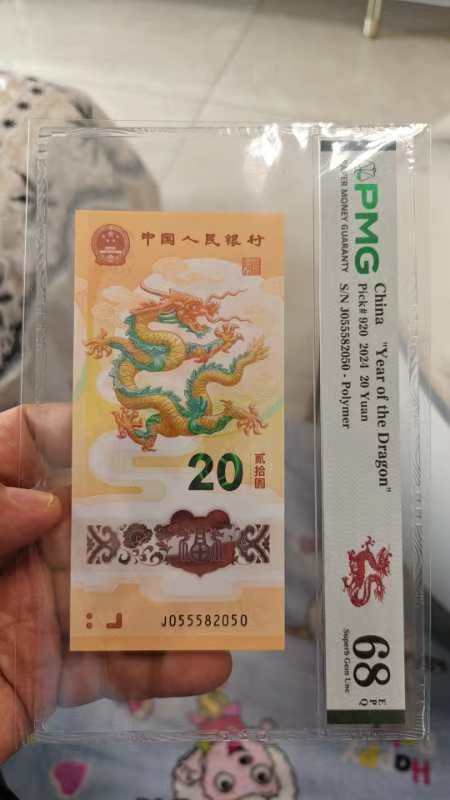 中国人民银行
20
贰拾圆
J055582050
PMG
PAPER MONEY GUARANTY
China "Year of the Dragon"
Pick# 920 2024 20 Yuan
S/N J055582050 - Polymer
68
EPQ
Superb Gem Unc
Happy